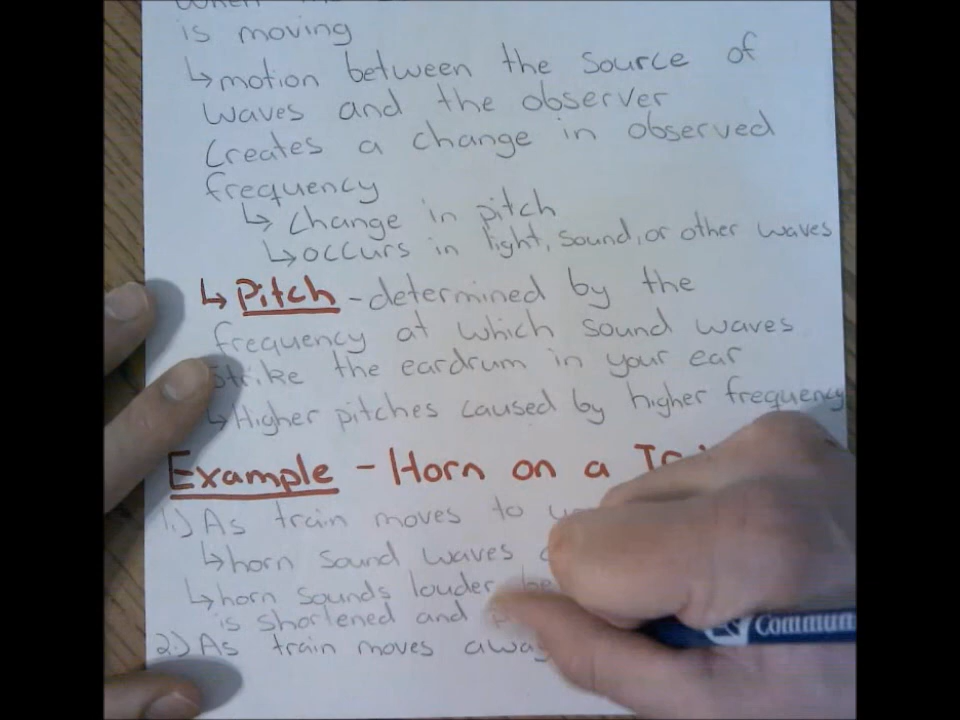 is moving
↳motion between the source of
waves and the observer
Creates a change in observed
frequency
↳ Change in pitch
↳occurs in light, sound, or other waves
↳ Pitch - determined by the
frequency at which sound waves
strike the eardrum in your ear
↳Higher pitches caused by higher frequency
Example - Horn on a
1.) As train moves to
↳horn sound waves
↳horn sounds louder
is shortened and
2.) As train moves away